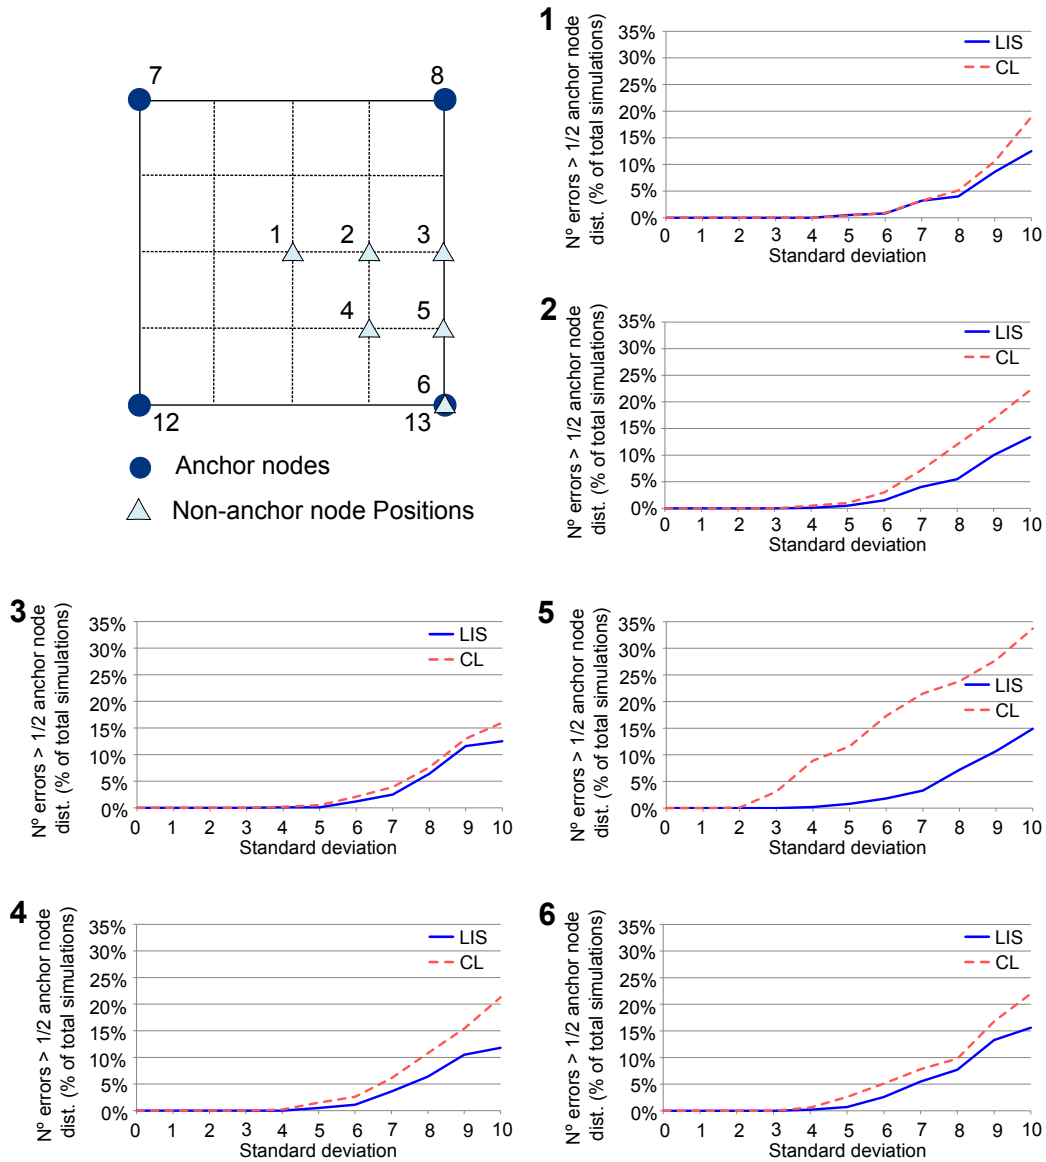 7
8
1
2
3
4
5
6
12
13
Anchor nodes
Non-anchor node Positions
1
Nº errors > 1/2 anchor node
dist. (% of total simulations)
35%
30%
25%
20%
15%
10%
5%
0%
LIS
CL
0 1 2 3 4 5 6 7 8 9 10
Standard deviation
2
Nº errors > 1/2 anchor node
dist. (% of total simulations)
35%
30%
25%
20%
15%
10%
5%
0%
LIS
CL
0 1 2 3 4 5 6 7 8 9 10
Standard deviation
3
Nº errors > 1/2 anchor node
dist. (% of total simulations)
35%
30%
25%
20%
15%
10%
5%
0%
LIS
CL
0 1 2 3 4 5 6 7 8 9 10
Standard deviation
5
Nº errors > 1/2 anchor node
dist. (% of total simulations)
35%
30%
25%
20%
15%
10%
5%
0%
LIS
CL
0 1 2 3 4 5 6 7 8 9 10
Standard deviation
4
Nº errors > 1/2 anchor node
dist. (% of total simulations)
35%
30%
25%
20%
15%
10%
5%
0%
LIS
CL
0 1 2 3 4 5 6 7 8 9 10
Standard deviation
6
Nº errors > 1/2 anchor node
dist. (% of total simulations)
35%
30%
25%
20%
15%
10%
5%
0%
LIS
CL
0 1 2 3 4 5 6 7 8 9 10
Standard deviation